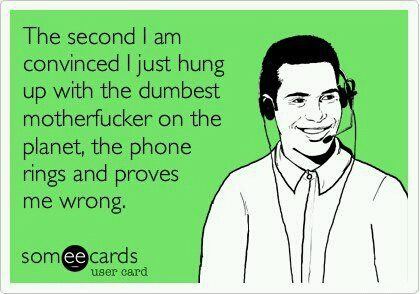 The second I am
convinced I just hung
up with the dumbest
motherfucker on the
planet, the phone
rings and proves
me wrong.
someecards
user card